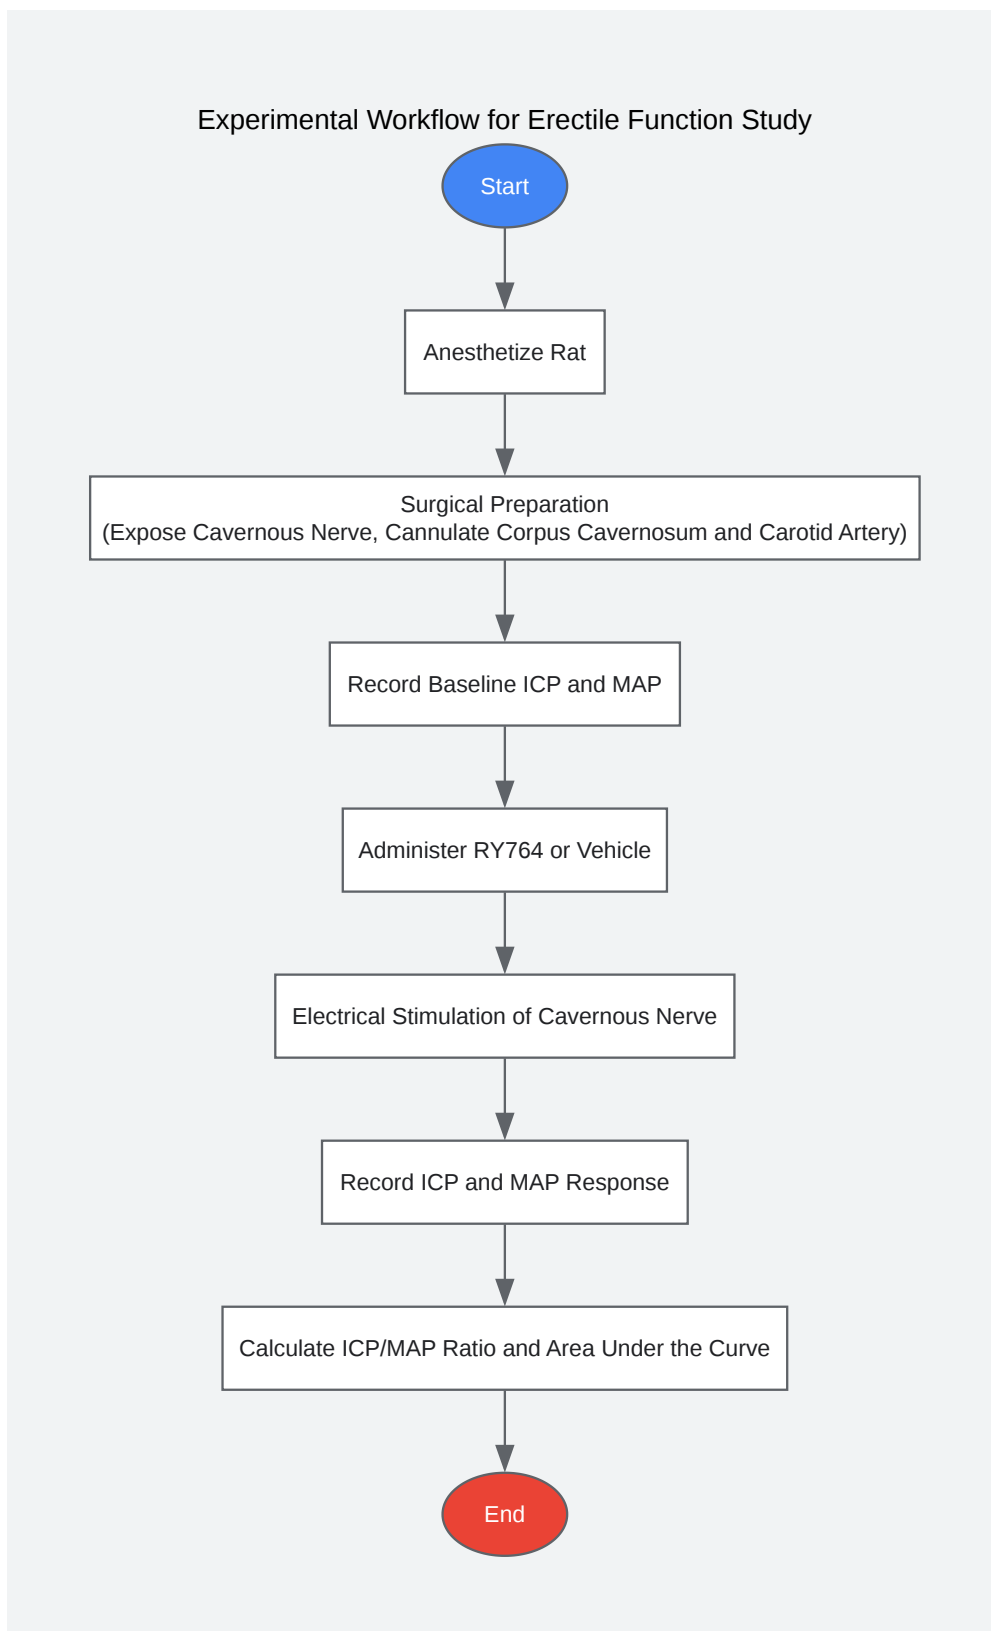 Experimental Workflow for Erectile Function Study
Start
Anesthetize Rat
Surgical Preparation
(Expose Cavernous Nerve, Cannulate Corpus Cavernosum and Carotid Artery)
Record Baseline ICP and MAP
Administer RY764 or Vehicle
Electrical Stimulation of Cavernous Nerve
Record ICP and MAP Response
Calculate ICP/MAP Ratio and Area Under the Curve
End